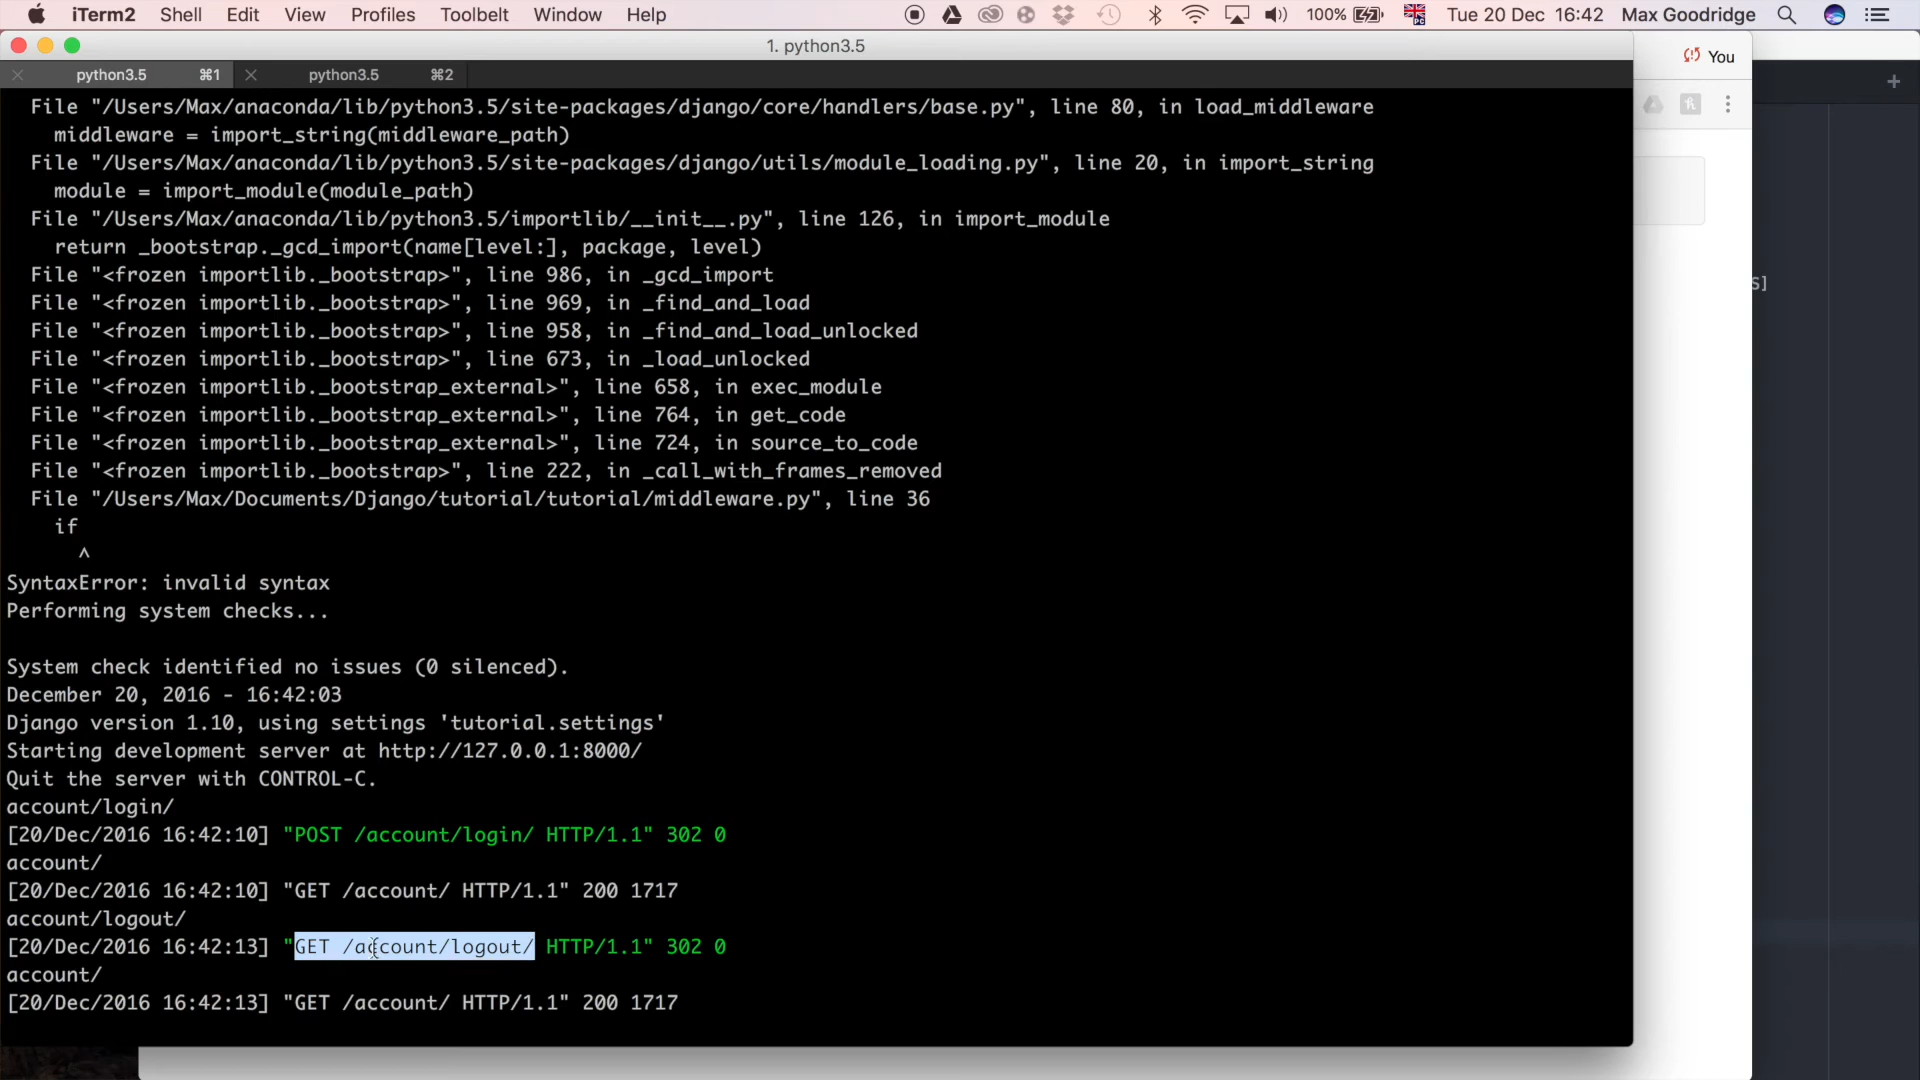 iTerm2 Shell Edit View Profiles Toolbelt Window Help 100% Tue 20 Dec 16:42 Max Goodridge
1. python3.5
You
python3.5 ⌘1 python3.5 ⌘2
File "/Users/Max/anaconda/lib/python3.5/site-packages/django/core/handlers/base.py", line 80, in load_middleware
middleware = import_string(middleware_path)
File "/Users/Max/anaconda/lib/python3.5/site-packages/django/utils/module_loading.py", line 20, in import_string
module = import_module(module_path)
File "/Users/Max/anaconda/lib/python3.5/importlib/__init__.py", line 126, in import_module
return _bootstrap._gcd_import(name[level:], package, level)
File "<frozen importlib._bootstrap>", line 986, in _gcd_import
S]
File "<frozen importlib._bootstrap>", line 969, in _find_and_load
File "<frozen importlib._bootstrap>", line 958, in _find_and_load_unlocked
File "<frozen importlib._bootstrap>", line 673, in _load_unlocked
File "<frozen importlib._bootstrap_external>", line 658, in exec_module
File "<frozen importlib._bootstrap_external>", line 764, in get_code
File "<frozen importlib._bootstrap_external>", line 724, in source_to_code
File "<frozen importlib._bootstrap>", line 222, in _call_with_frames_removed
File "/Users/Max/Documents/Django/tutorial/tutorial/middleware.py", line 36
if
^
SyntaxError: invalid syntax
Performing system checks...
System check identified no issues (0 silenced).
December 20, 2016 - 16:42:03
Django version 1.10, using settings 'tutorial.settings'
Starting development server at http://127.0.0.1:8000/
Quit the server with CONTROL-C.
account/login/
[20/Dec/2016 16:42:10] "POST /account/login/ HTTP/1.1" 302 0
account/
[20/Dec/2016 16:42:10] "GET /account/ HTTP/1.1" 200 1717
account/logout/
[20/Dec/2016 16:42:13] "GET /account/logout/ HTTP/1.1" 302 0
account/
[20/Dec/2016 16:42:13] "GET /account/ HTTP/1.1" 200 1717